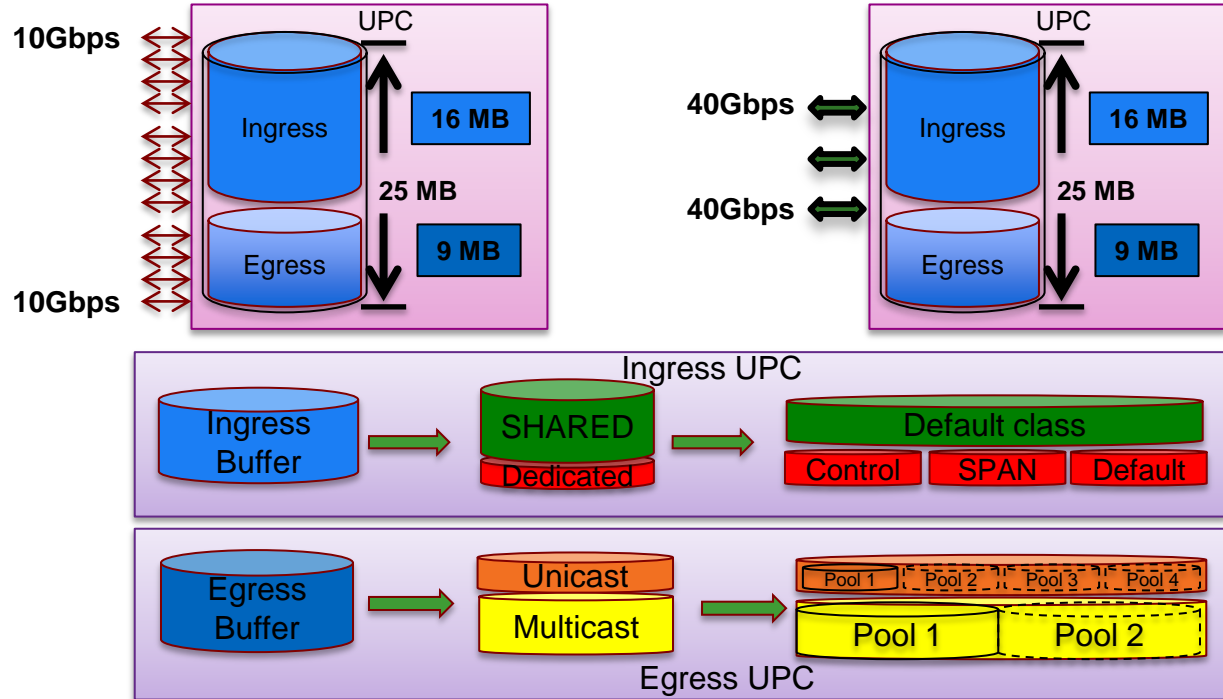 UPC
10Gbps
Ingress
16 MB
25 MB
Egress
9 MB
10Gbps
UPC
40Gbps
Ingress
16 MB
40Gbps
25 MB
Egress
9 MB
Ingress UPC
Ingress
Buffer
SHARED
Dedicated
Default class
Control
SPAN
Default
Egress
Buffer
Unicast
Multicast
Pool 1
Pool 2
Pool 3
Pool 4
Pool 1
Pool 2
Egress UPC